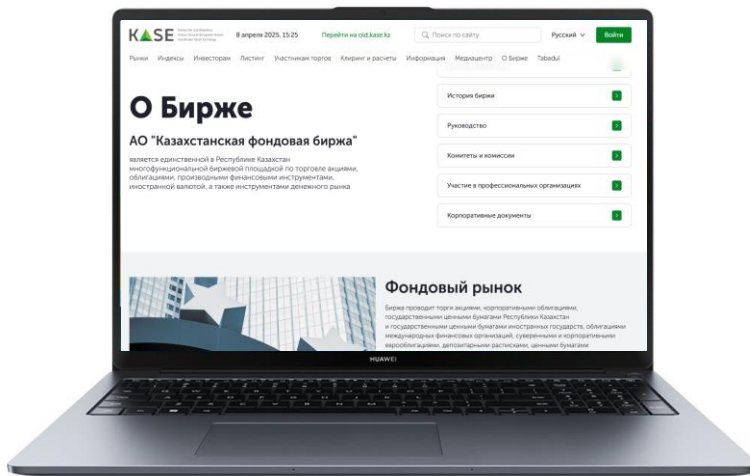 KASE
8 апреля 2025, 15:25
Перейти на old.kase.kz
Поиск по сайту
Русский
Войти
Рынки Индексы Инвесторам Листинг Участникам торгов Клиринг и расчеты Информация Медиацентр О Бирже Tabadul
О Бирже
АО "Казахстанская фондовая биржа"
является единственной в Республике Казахстан
многофункциональной биржевой площадкой по торговле акциями,
облигациями, производными финансовыми инструментами,
иностранной валютой, а также инструментами денежного рынка
История биржи
Руководство
Комитеты и комиссии
Участие в профессиональных организациях
Корпоративные документы
Фондовый рынок
Биржа проводит торги акциями, корпоративными облигациями,
государственными ценными бумагами Республики Казахстан
и государственными ценными бумагами иностранных государств, облигациями
международных финансовых организаций, суверенными и корпоративными
еврооблигациями, депозитарными расписками, ценными бумагами
HUAWEI